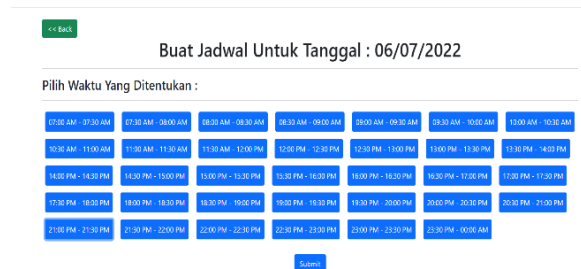 << Back
Buat Jadwal Untuk Tanggal : 06/07/2022
Pilih Waktu Yang Ditentukan :
07:00 AM - 07:30 AM 07:30 AM - 08:00 AM 08:00 AM - 08:30 AM 08:30 AM - 09:00 AM 09:00 AM - 09:30 AM 09:30 AM - 10:00 AM 10:00 AM - 10:30 AM
10:30 AM - 11:00 AM 11:00 AM - 11:30 AM 11:30 AM - 12:00 PM 12:00 PM - 12:30 PM 12:30 PM - 13:00 PM 13:00 PM - 13:30 PM 13:30 PM - 14:00 PM
14:00 PM - 14:30 PM 14:30 PM - 15:00 PM 15:00 PM - 15:30 PM 15:30 PM - 16:00 PM 16:00 PM - 16:30 PM 16:30 PM - 17:00 PM 17:00 PM - 17:30 PM
17:30 PM - 18:00 PM 18:00 PM - 18:30 PM 18:30 PM - 19:00 PM 19:00 PM - 19:30 PM 19:30 PM - 20:00 PM 20:00 PM - 20:30 PM 20:30 PM - 21:00 PM
21:00 PM - 21:30 PM 21:30 PM - 22:00 PM 22:00 PM - 22:30 PM 22:30 PM - 23:00 PM 23:00 PM - 23:30 PM 23:30 PM - 00:00 AM
Submit